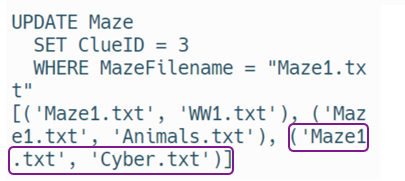 UPDATE Maze
  SET ClueID = 3
  WHERE MazeFilename = "Maze1.tx
t"
[('Maze1.txt', 'WW1.txt'), ('Maz
e1.txt', 'Animals.txt'), ('Maze1
.txt', 'Cyber.txt')]